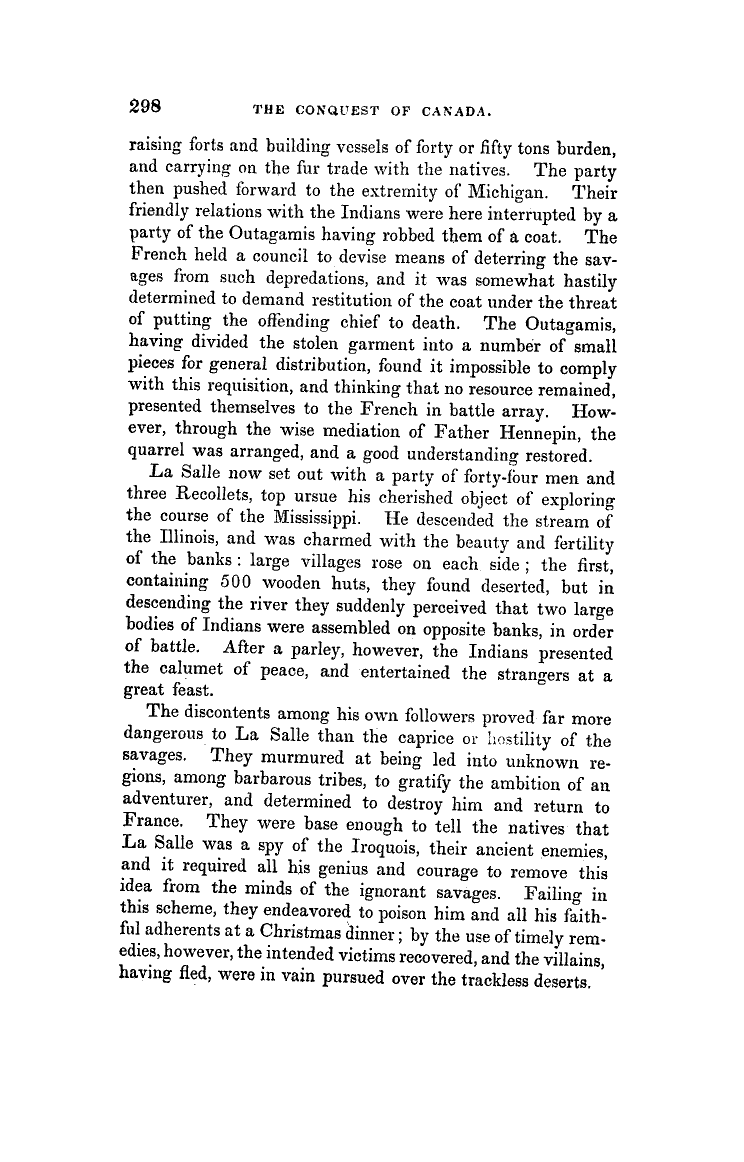 298 THE CONQUEST OF CANADA.
raising forts and building vessels of forty or fifty tons burden,
and carrying on the fur trade with the natives. The party
then pushed forward to the extremity of Michigan. Their
friendly relations with the Indians were here interrupted by a
party of the Outagamis having robbed them of a coat. The
French held a council to devise means of deterring the sav-
ages from such depredations, and it was somewhat hastily
determined to demand restitution of the coat under the threat
of putting the offending chief to death. The Outagamis,
having divided the stolen garment into a number of small
pieces for general distribution, found it impossible to comply
with this requisition, and thinking that no resource remained,
presented themselves to the French in battle array. How-
ever, through the wise mediation of Father Hennepin, the
quarrel was arranged, and a good understanding restored.
La Salle now set out with a party of forty-four men and
three Recollets, top ursue his cherished object of exploring
the course of the Mississippi. He descended the stream of
the Illinois, and was charmed with the beauty and fertility
of the banks: large villages rose on each side; the first,
containing 500 wooden huts, they found deserted, but in
descending the river they suddenly perceived that two large
bodies of Indians were assembled on opposite banks, in order
of battle. After a parley, however, the Indians presented
the calumet of peace, and entertained the strangers at a
great feast.
The discontents among his own followers proved far more
dangerous to La Salle than the caprice or hostility of the
savages. They murmured at being led into unknown re-
gions, among barbarous tribes, to gratify the ambition of an
adventurer, and determined to destroy him and return to
France. They were base enough to tell the natives that
La Salle was a spy of the Iroquois, their ancient enemies,
and it required all his genius and courage to remove this
idea from the minds of the ignorant savages. Failing in
this scheme, they endeavored to poison him and all his faith-
ful adherents at a Christmas dinner; by the use of timely rem-
edies, however, the intended victims recovered, and the villains,
having fled, were in vain pursued over the trackless deserts.